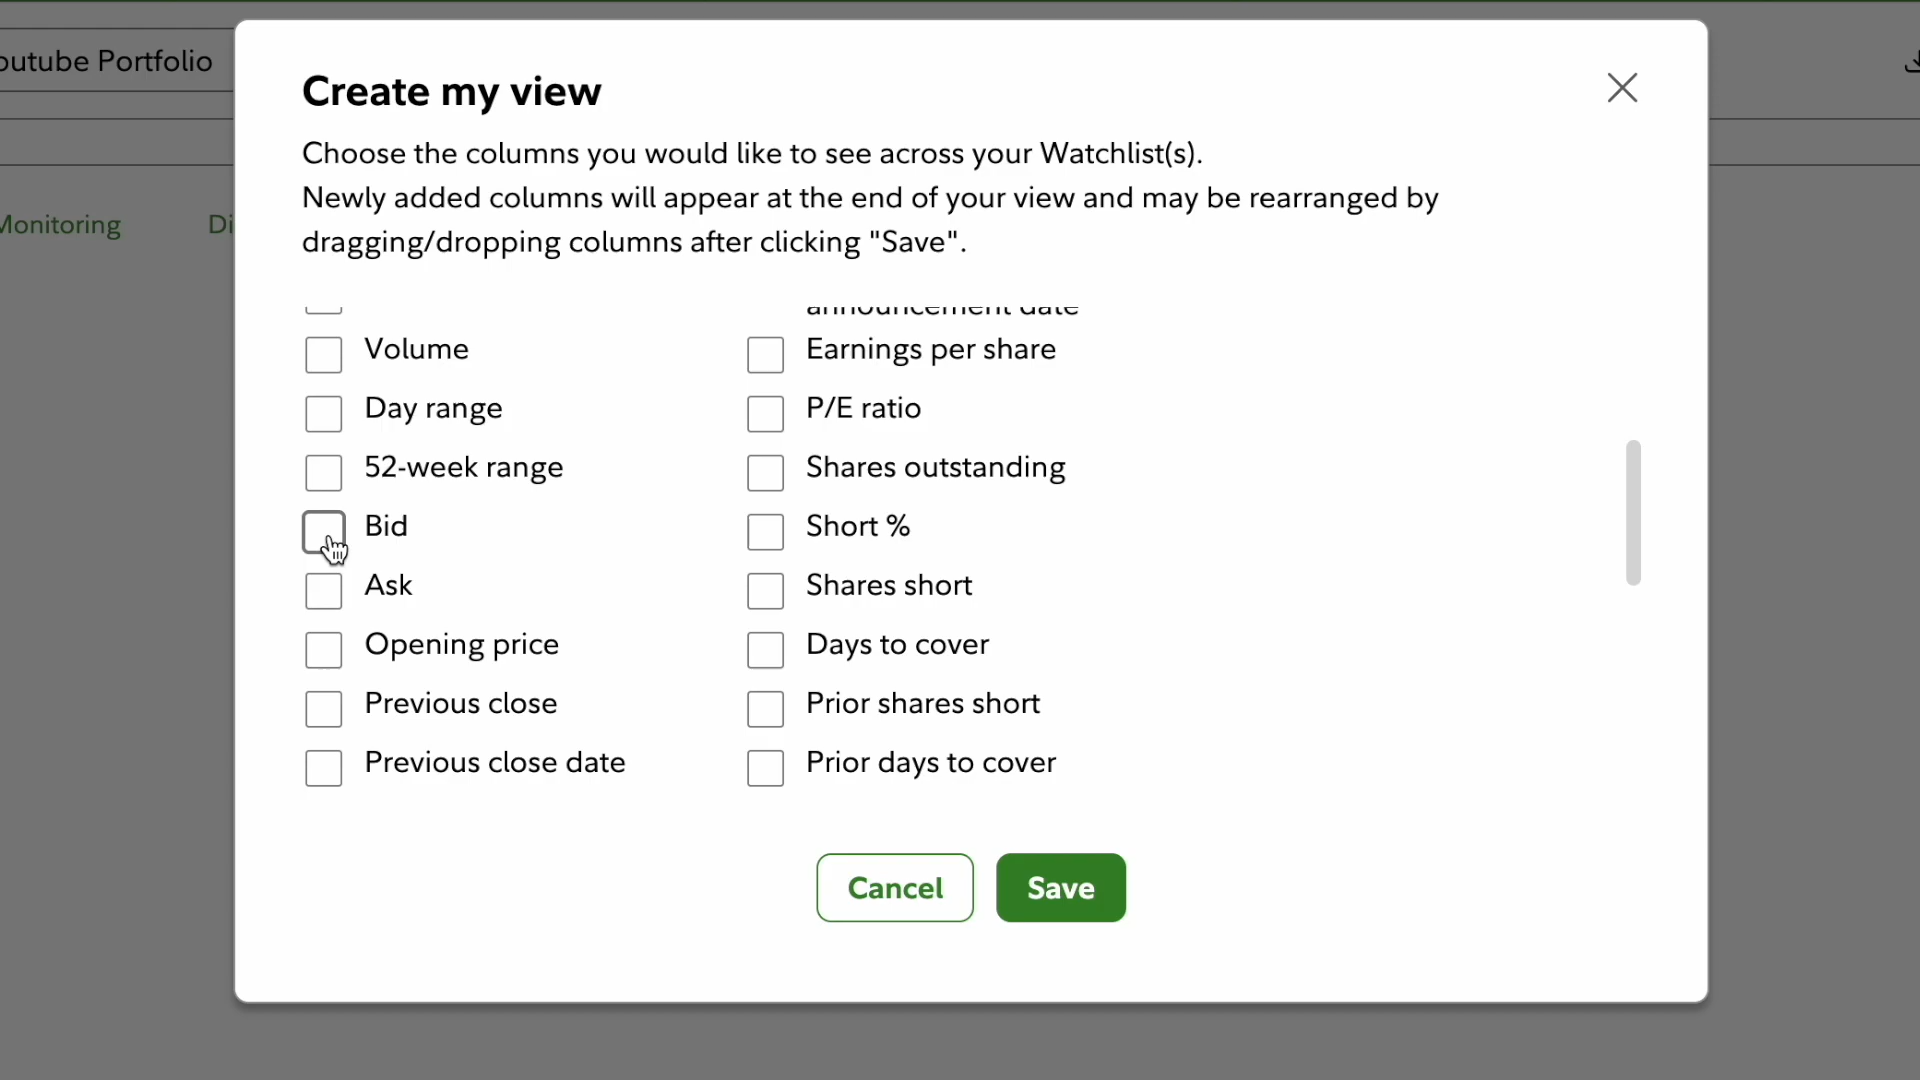 outube Portfolio
Monitoring
Di
Create my view
Choose the columns you would like to see across your Watchlist(s).
Newly added columns will appear at the end of your view and may be rearranged by
dragging/dropping columns after clicking "Save".
announcement date
Volume
Earnings per share
Day range
P/E ratio
52-week range
Shares outstanding
Bid
Short %
Ask
Shares short
Opening price
Days to cover
Previous close
Prior shares short
Previous close date
Prior days to cover
Cancel
Save